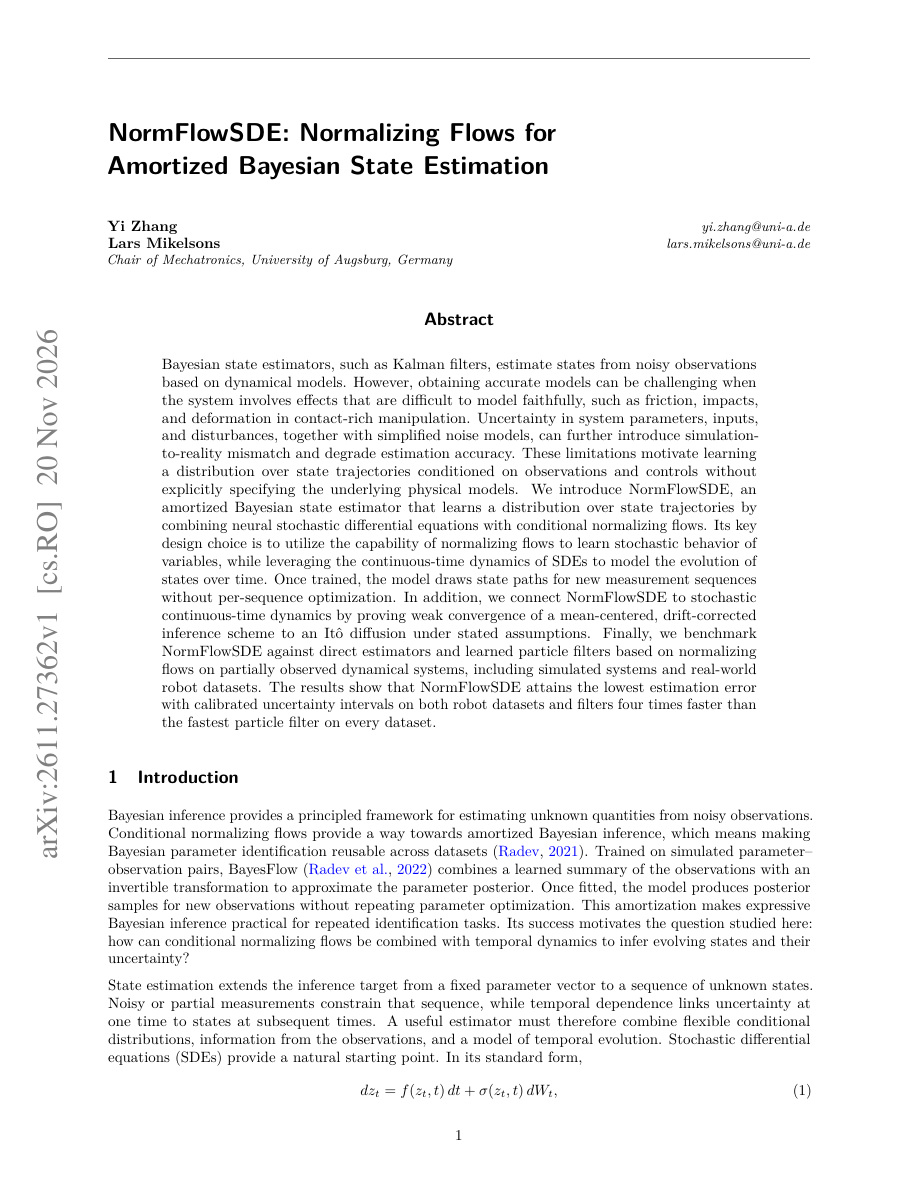 NormFlowSDE: Normalizing Flows for
Amortized Bayesian State Estimation
Yi Zhang yi.zhang@uni-a.de
Lars Mikelsons lars.mikelsons@uni-a.de
Chair of Mechatronics, University of Augsburg, Germany
arXiv:2611.27362v1 [cs.RO] 20 Nov 2026
Abstract
Bayesian state estimators, such as Kalman filters, estimate states from noisy observations
based on dynamical models. However, obtaining accurate models can be challenging when
the system involves effects that are difficult to model faithfully, such as friction, impacts,
and deformation in contact-rich manipulation. Uncertainty in system parameters, inputs,
and disturbances, together with simplified noise models, can further introduce simulation-
to-reality mismatch and degrade estimation accuracy. These limitations motivate learning
a distribution over state trajectories conditioned on observations and controls without
explicitly specifying the underlying physical models. We introduce NormFlowSDE, an
amortized Bayesian state estimator that learns a distribution over state trajectories by
combining neural stochastic differential equations with conditional normalizing flows. Its key
design choice is to utilize the capability of normalizing flows to learn stochastic behavior of
variables, while leveraging the continuous-time dynamics of SDEs to model the evolution of
states over time. Once trained, the model draws state paths for new measurement sequences
without per-sequence optimization. In addition, we connect NormFlowSDE to stochastic
continuous-time dynamics by proving weak convergence of a mean-centered, drift-corrected
inference scheme to an Itô diffusion under stated assumptions. Finally, we benchmark
NormFlowSDE against direct estimators and learned particle filters based on normalizing
flows on partially observed dynamical systems, including simulated systems and real-world
robot datasets. The results show that NormFlowSDE attains the lowest estimation error
with calibrated uncertainty intervals on both robot datasets and filters four times faster than
the fastest particle filter on every dataset.
1 Introduction
Bayesian inference provides a principled framework for estimating unknown quantities from noisy observations.
Conditional normalizing flows provide a way towards amortized Bayesian inference, which means making
Bayesian parameter identification reusable across datasets (Radev, 2021). Trained on simulated parameter–
observation pairs, BayesFlow (Radev et al., 2022) combines a learned summary of the observations with an
invertible transformation to approximate the parameter posterior. Once fitted, the model produces posterior
samples for new observations without repeating parameter optimization. This amortization makes expressive
Bayesian inference practical for repeated identification tasks. Its success motivates the question studied here:
how can conditional normalizing flows be combined with temporal dynamics to infer evolving states and their
uncertainty?
State estimation extends the inference target from a fixed parameter vector to a sequence of unknown states.
Noisy or partial measurements constrain that sequence, while temporal dependence links uncertainty at
one time to states at subsequent times. A useful estimator must therefore combine flexible conditional
distributions, information from the observations, and a model of temporal evolution. Stochastic differential
equations (SDEs) provide a natural starting point. In its standard form,
dz_t = f(z_t, t) dt + σ(z_t, t) dW_t, (1)
1